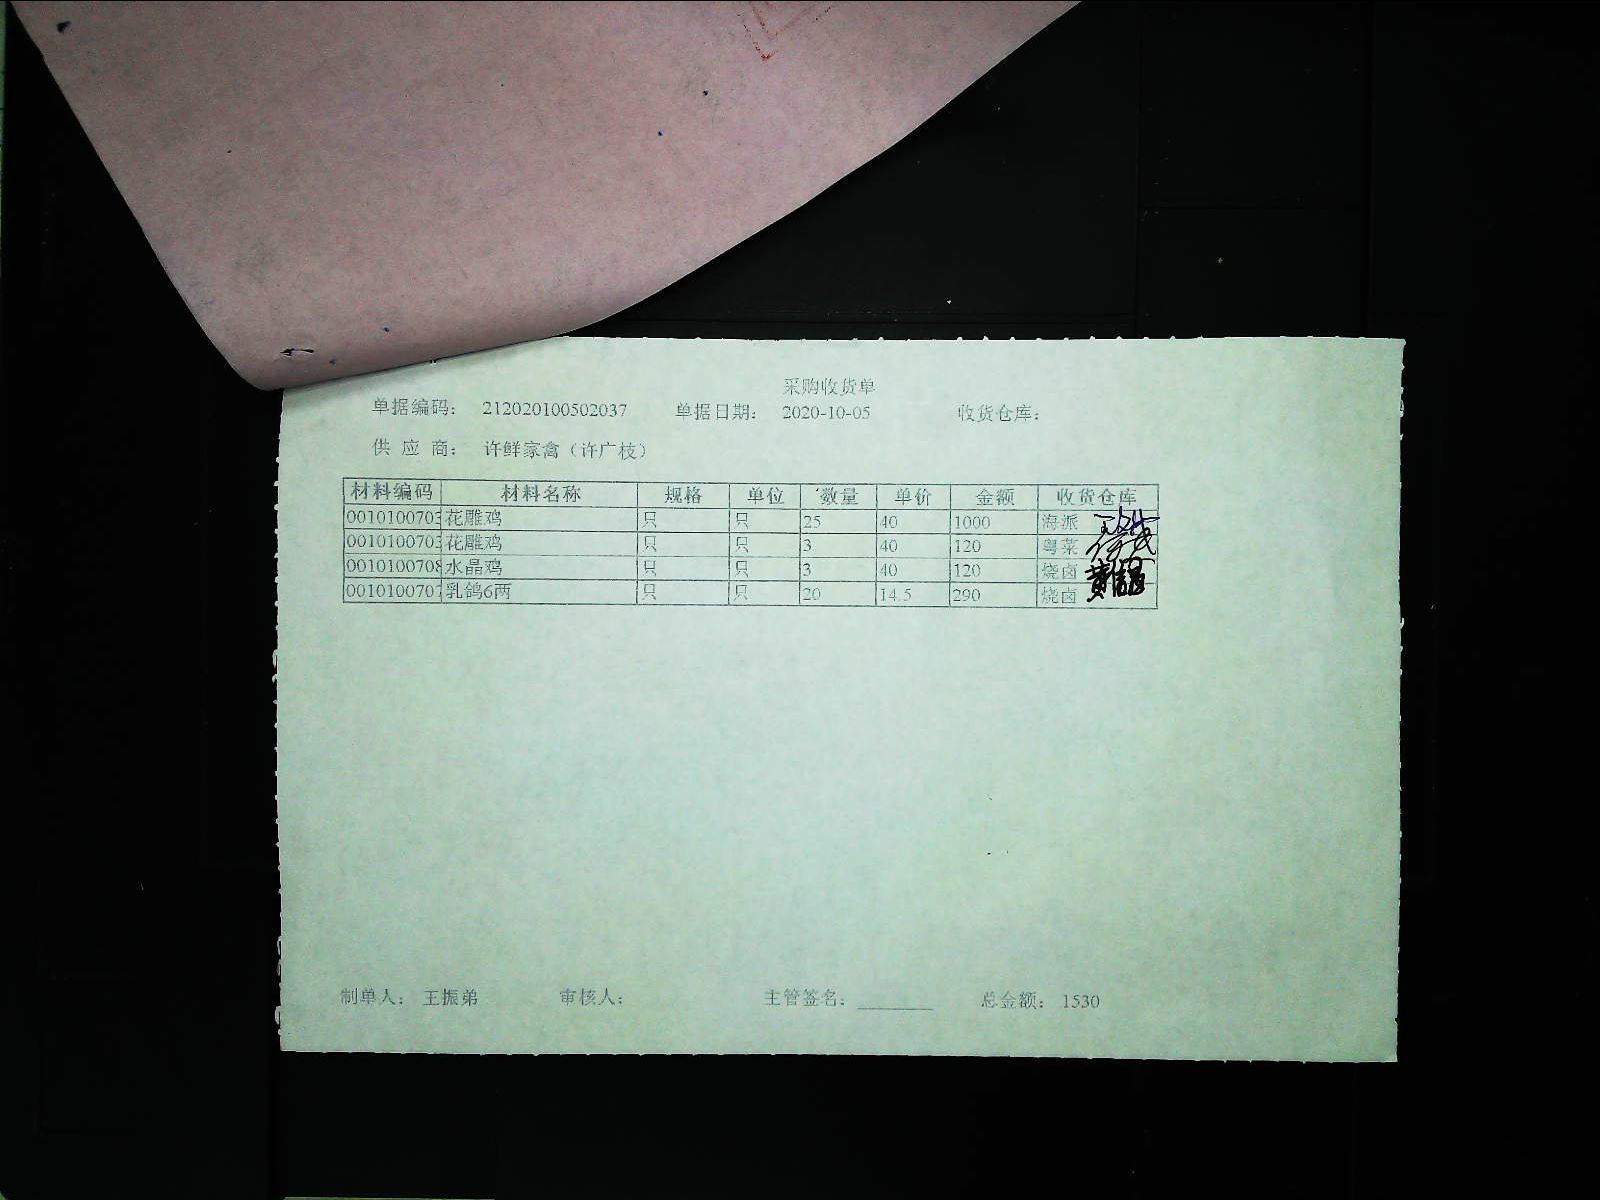 采购收货单
单据编码： 212020100502037 单据日期： 2020-10-05 收货仓库：
供 应 商： 许鲜家禽（许广枝）
材料编码 材料名称 规格 单位 数量 单价 金额 收货仓库
0010100703 花雕鸡 只 只 25 40 1000 海派
0010100703 花雕鸡 只 只 3 40 120 粤菜
0010100708 水晶鸡 只 只 3 40 120 烧卤
0010100707 乳鸽6两 只 只 20 14.5 290 烧卤
制单人： 王振弟 审核人： 主管签名： 总金额： 1530